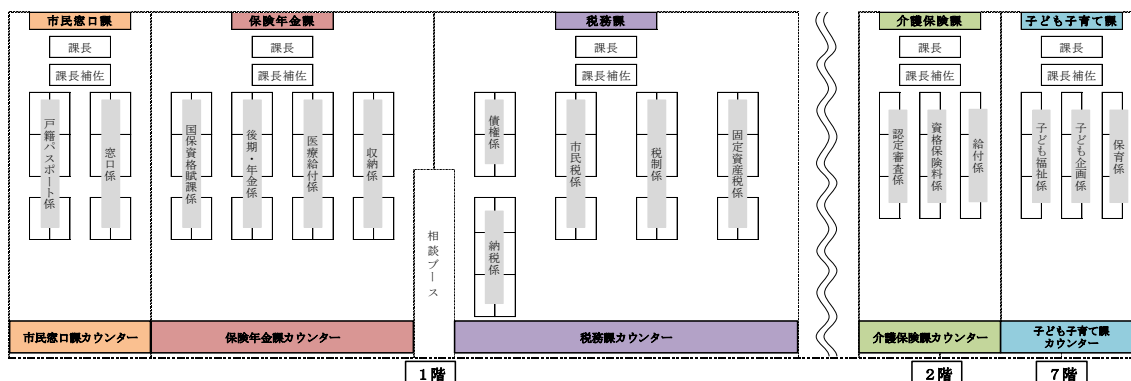 市民窓口課
保険年金課
税務課
介護保険課
子ども子育て課
課長
課長
課長
課長
課長
課長補佐
課長補佐
課長補佐
課長補佐
課長補佐
戸籍パスポート係
窓口係
国保資格賦課係
後期・年金係
医療給付係
収納係
債権係
納税係
市民税係
税制係
固定資産税係
認定審査係
資格保険料係
給付係
子ども福祉係
子ども企画係
保育係
相談ブース
市民窓口課カウンター
保険年金課カウンター
税務課カウンター
介護保険課カウンター
子ども子育て課
カウンター
1階
2階
7階